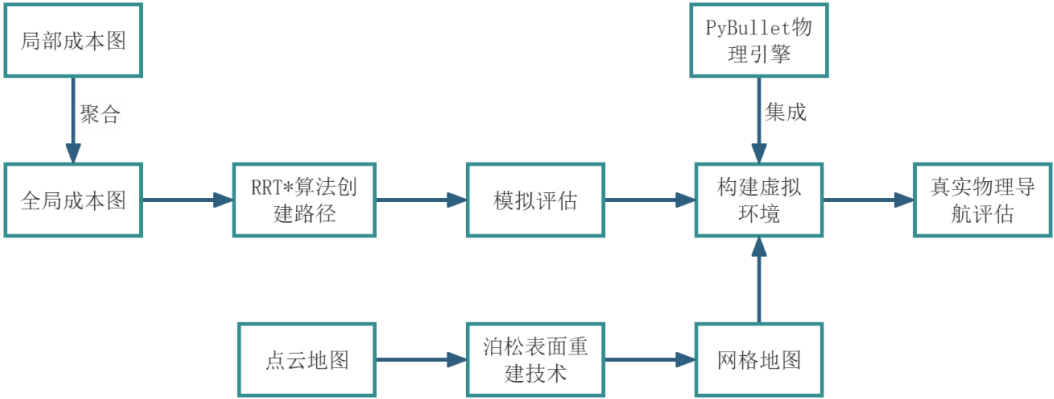 局部成本图
PyBullet物
理引擎
聚合
集成
全局成本图
RRT*算法创
建路径
模拟评估
构建虚拟
环境
真实物理导
航评估
点云地图
泊松表面重
建技术
网格地图